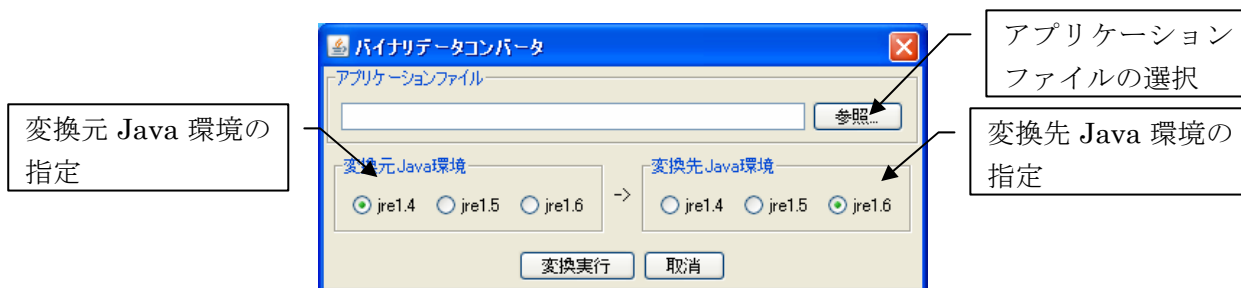 バイナリデータコンバータ
アプリケーション
ファイルの選択
アプリケーションファイル
参照...
変換元 Java 環境の
指定
変換先 Java 環境の
指定
変換元Java環境
変換先Java環境
jre1.4 jre1.5 jre1.6 -> jre1.4 jre1.5 jre1.6
変換実行 取消